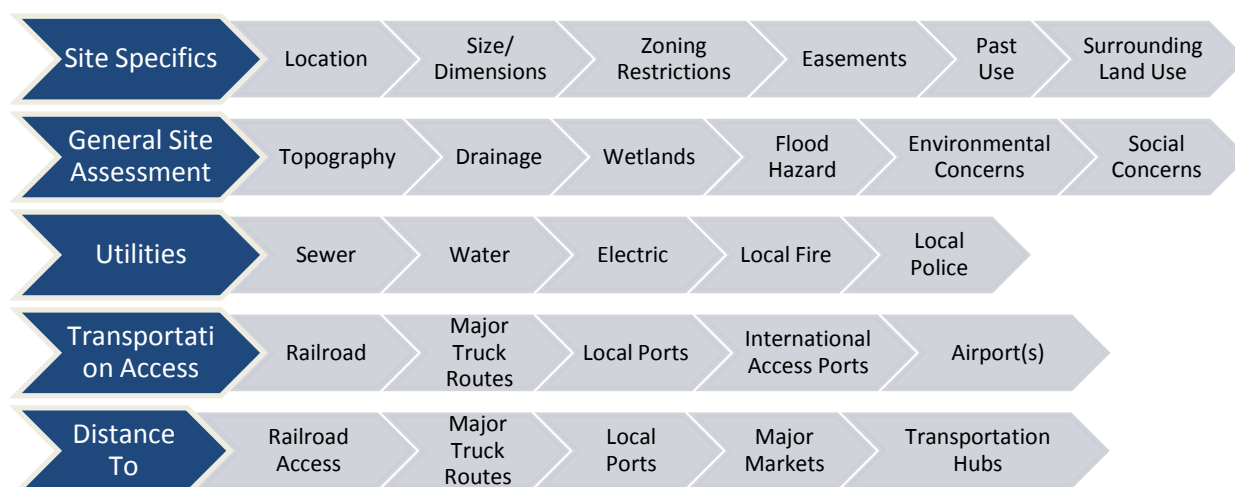 Site Specifics
Location
Size/
Dimensions
Zoning
Restrictions
Easements
Past
Use
Surrounding
Land Use
General Site
Assessment
Topography
Drainage
Wetlands
Flood
Hazard
Environmental
Concerns
Social
Concerns
Utilities
Sewer
Water
Electric
Local Fire
Local
Police
Transportati
on Access
Railroad
Major
Truck
Routes
Local Ports
International
Access Ports
Airport(s)
Distance
To
Railroad
Access
Major
Truck
Routes
Local
Ports
Major
Markets
Transportation
Hubs